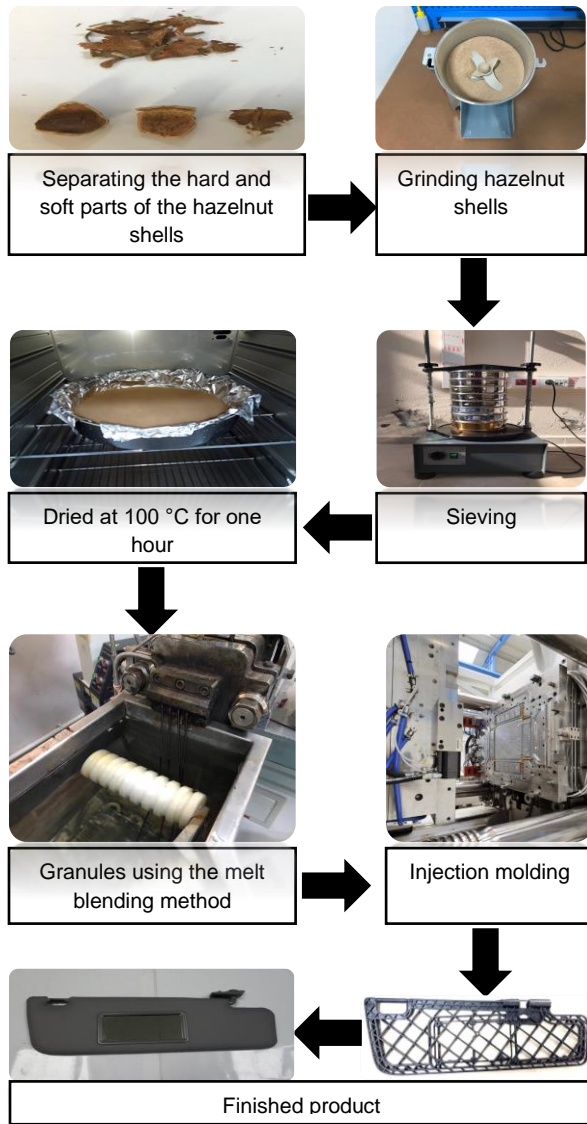 Separating the hard and
soft parts of the hazelnut
shells
Grinding hazelnut
shells
Sieving
Dried at 100 °C for one
hour
Granules using the melt
blending method
Injection molding
Finished product